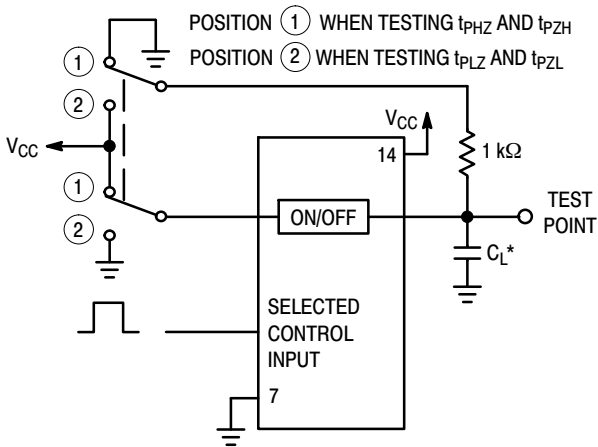 POSITION 1 WHEN TESTING tPHZ AND tPZH
POSITION 2 WHEN TESTING tPLZ AND tPZL
1
2
VCC
1
2
VCC
14
1 kΩ
ON/OFF
TEST
POINT
CL*
SELECTED
CONTROL
INPUT
7